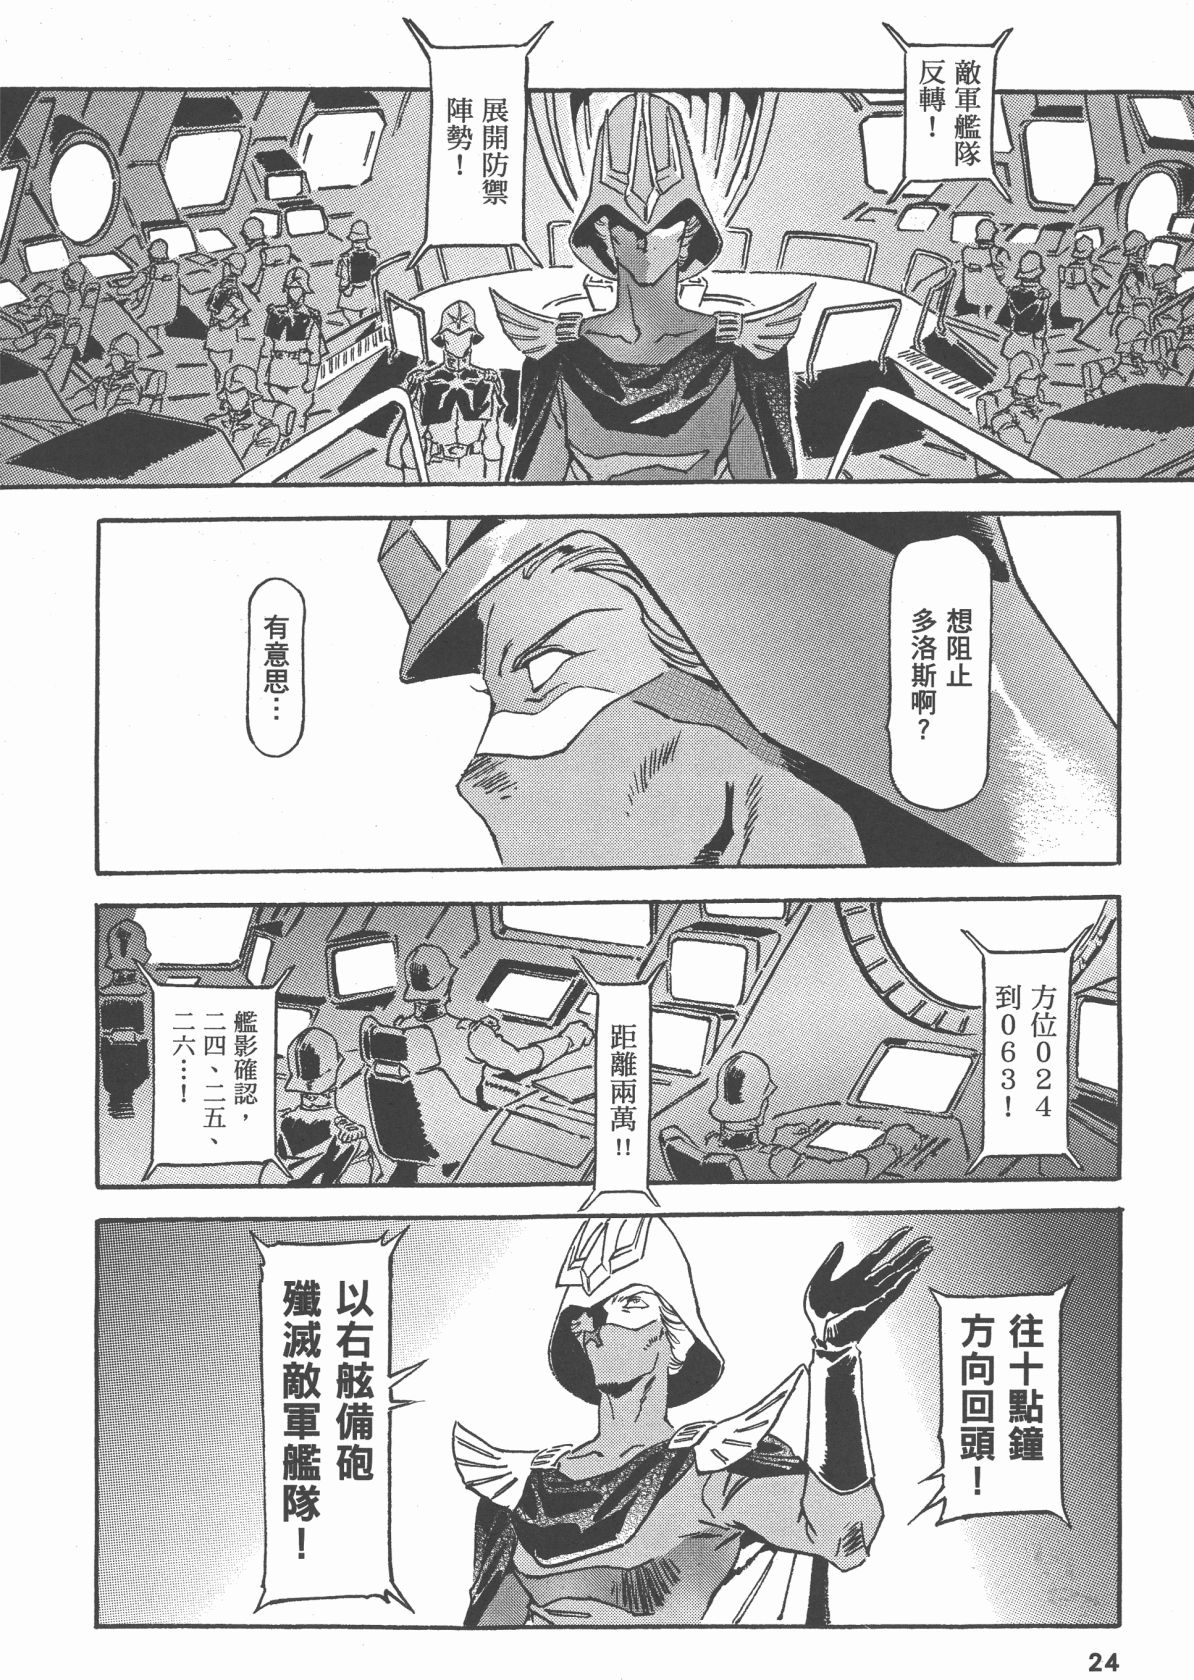 敵軍艦隊
反轉！
展開防禦
陣勢！
想阻止
多洛斯啊？
有意思…
方位024
到063！
距離兩萬!!
艦影確認，
二四、二五、
二六…！
往十點鐘
方向回頭！
以右舷備砲
殲滅敵軍艦隊！
24